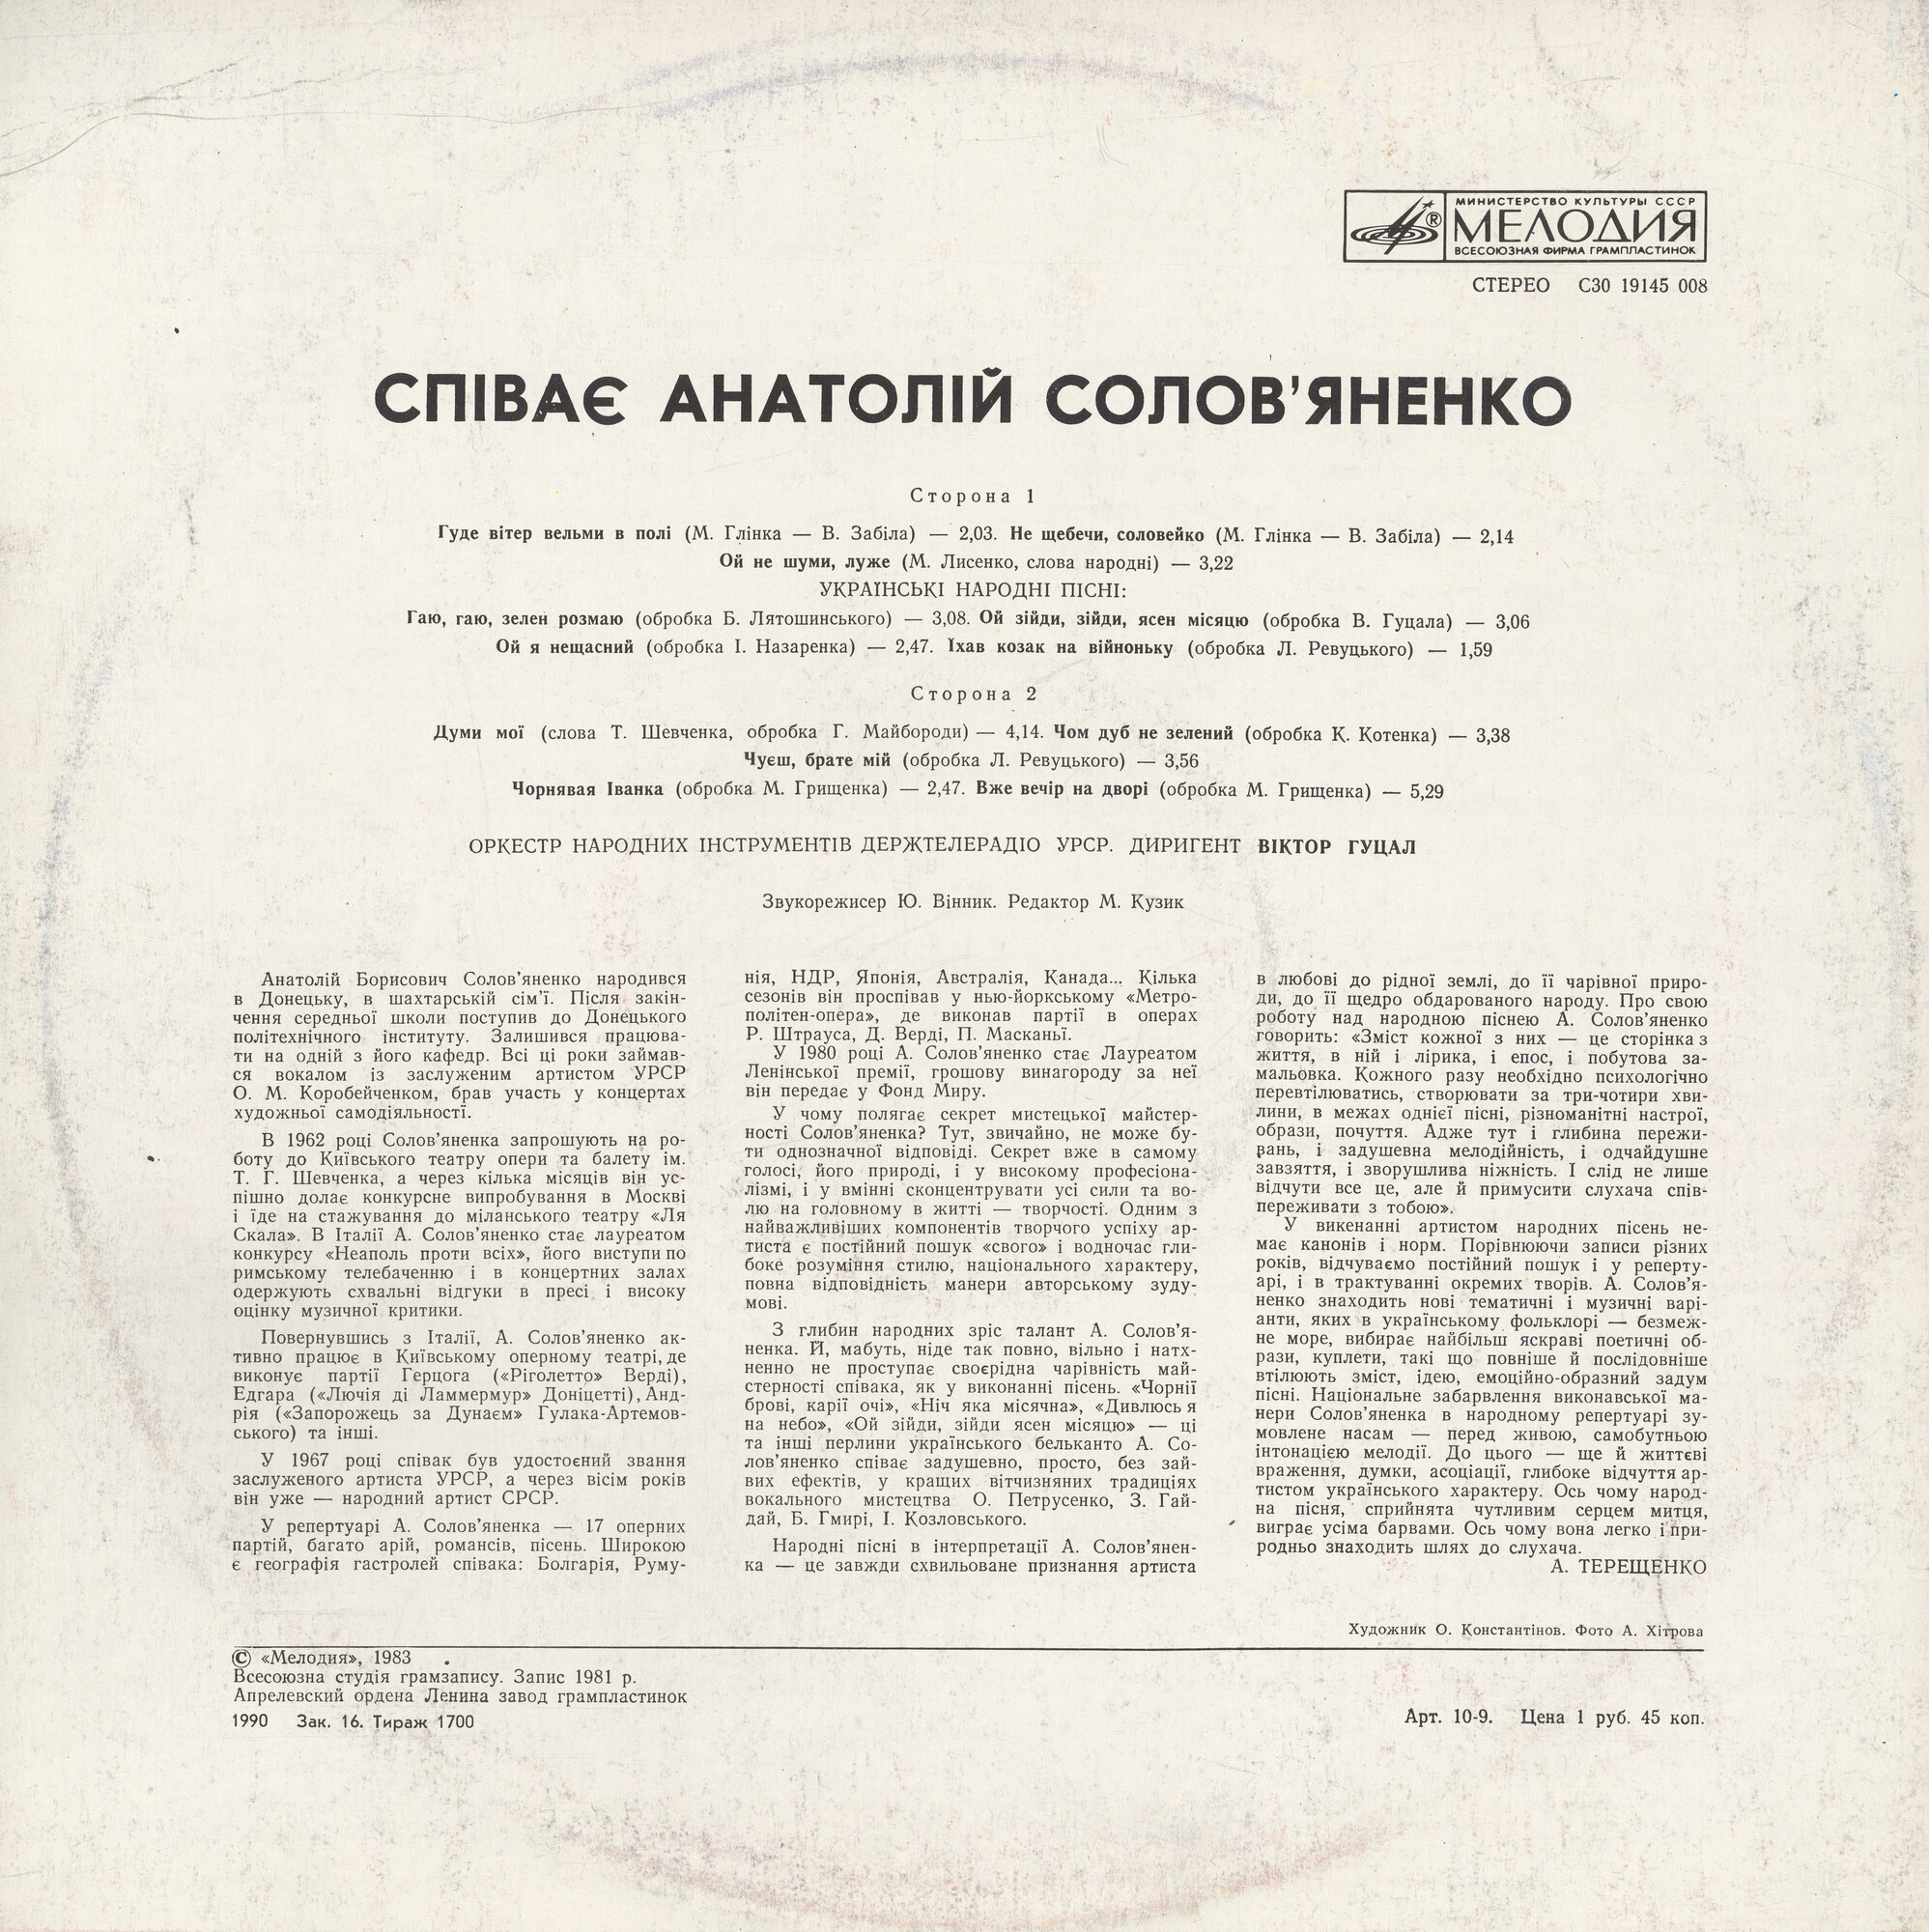 МИНИСТЕРСТВО КУЛЬТУРЫ СССР
МЕЛОДИЯ
®
ВСЕСОЮЗНАЯ ФИРМА ГРАМПЛАСТИНОК
СТЕРЕО С30 19145 008
СПІВАЄ АНАТОЛІЙ СОЛОВ’ЯНЕНКО
Сторона 1
Гуде вітер вельми в полі (М. Глінка — В. Забіла) — 2,03. Не щебечи, соловейко (М. Глінка — В. Забіла) — 2,14
Ой не шуми, луже (М. Лисенко, слова народні) — 3,22
УКРАЇНСЬКІ НАРОДНІ ПІСНІ:
Гаю, гаю, зелен розмаю (обробка Б. Лятошинського) — 3,08. Ой зійди, зійди, ясен місяцю (обробка В. Гуцала) — 3,06
Ой я нещасний (обробка І. Назаренка) — 2,47. Їхав козак на війноньку (обробка Л. Ревуцького) — 1,59
Сторона 2
Думи мої (слова Т. Шевченка, обробка Г. Майбороди) — 4,14. Чом дуб не зелений (обробка К. Котенка) — 3,38
Чуєш, брате мій (обробка Л. Ревуцького) — 3,56
Чорнявая Іванка (обробка М. Грищенка) — 2,47. Вже вечір на дворі (обробка М. Грищенка) — 5,29
ОРКЕСТР НАРОДНИХ ІНСТРУМЕНТІВ ДЕРЖТЕЛЕРАДІО УРСР. ДИРИГЕНТ ВІКТОР ГУЦАЛ
Звукорежисер Ю. Вінник. Редактор М. Кузик
Анатолій Борисович Солов’яненко народився
в Донецьку, в шахтарській сім’ї. Після закін-
чення середньої школи поступив до Донецького
політехнічного інституту. Залишився працюва-
ти на одній з його кафедр. Всі ці роки займав-
ся вокалом із заслуженим артистом УРСР
О. М. Коробейченком, брав участь у концертах
художньої самодіяльності.
В 1962 році Солов’яненка запрошують на ро-
боту до Київського театру опери та балету ім.
Т. Г. Шевченка, а через кілька місяців він ус-
пішно долає конкурсне випробування в Москві
і їде на стажування до міланського театру «Ля
Скала». В Італії А. Солов’яненко стає лауреатом
конкурсу «Неаполь проти всіх», його виступи по
римському телебаченню і в концертних залах
одержують схвальні відгуки в пресі і високу
оцінку музичної критики.
Повернувшись з Італії, А. Солов’яненко ак-
тивно працює в Київському оперному театрі, де
виконує партії Герцога («Ріголетто» Верді),
Едгара («Лючія ді Ламмермур» Доніцетті), Анд-
рія («Запорожець за Дунаєм» Гулака-Артемов-
ського) та інші.
У 1967 році співак був удостоєний звання
заслуженого артиста УРСР, а через вісім років
він уже — народний артист СРСР.
У репертуарі А. Солов’яненка — 17 оперних
партій, багато арій, романсів, пісень. Широкою
є географія гастролей співака: Болгарія, Руму-
нія, НДР, Японія, Австралія, Канада... Кілька
сезонів він проспівав у нью-йоркському «Метро-
політен-опера», де виконав партії в операх
Р. Штрауса, Д. Верді, П. Масканьї.
У 1980 році А. Солов’яненко стає Лауреатом
Ленінської премії, грошову винагороду за неї
він передає у Фонд Миру.
У чому полягає секрет мистецької майстер-
ності Солов’яненка? Тут, звичайно, не може бу-
ти однозначної відповіді. Секрет вже в самому
голосі, його природі, і у високому професіона-
лізмі, і у вмінні сконцентрувати усі сили та во-
лю на головному в житті — творчості. Одним з
найважливіших компонентів творчого успіху ар-
тиста є постійний пошук «свого» і водночас гли-
боке розуміння стилю, національного характеру,
повна відповідність манери авторському зуду-
мові.
З глибин народних зріс талант А. Солов’я-
ненка. Й, мабуть, ніде так повно, вільно і натх-
ненно не проступає своєрідна чарівність май-
стерності співака, як у виконанні пісень. «Чорнії
брові, карії очі», «Ніч яка місячна», «Дивлюсь я
на небо», «Ой зійди, зійди ясен місяцю» — ці
та інші перлини українського бельканто А. Со-
лов’яненко співає задушевно, просто, без зай-
вих ефектів, у кращих вітчизняних традиціях
вокального мистецтва О. Петрусенко, З. Гай-
дай, Б. Гмирі, І. Козловського.
Народні пісні в інтерпретації А. Солов’янен-
ка — це завжди схвильоване признання артиста
в любові до рідної землі, до її чарівної приро-
ди, до її щедро обдарованого народу. Про свою
роботу над народною піснею А. Солов’яненко
говорить: «Зміст кожної з них — це сторінка з
життя, в ній і лірика, і епос, і побутова за-
мальовка. Кожного разу необхідно психологічно
перевтілюватись, створювати за три-чотири хви-
лини, в межах однієї пісні, різноманітні настрої,
образи, почуття. Адже тут і глибина пережи-
вань, і задушевна мелодійність, і одчайдушне
завзяття, і зворушлива ніжність. І слід не лише
відчути все це, але й примусити слухача спів-
переживати з тобою».
У викенанні артистом народних пісень не-
має канонів і норм. Порівнюючи записи різних
років, відчуваємо постійний пошук і у реперту-
арі, і в трактуванні окремих творів. А. Солов’я-
ненко знаходить нові тематичні і музичні варі-
анти, яких в українському фольклорі — безмеж-
не море, вибирає найбільш яскраві поетичні об-
рази, куплети, такі що повніше й послідовніше
втілюють зміст, ідею, емоційно-образний задум
пісні. Національне забарвлення виконавської ма-
нери Солов’яненка в народному репертуарі зу-
мовлене насам — перед живою, самобутньою
інтонацією мелодії. До цього — ще й життєві
враження, думки, асоціації, глибоке відчуття ар-
тистом українського характеру. Ось чому народ-
на пісня, сприйнята чутливим серцем митця,
виграє усіма барвами. Ось чому вона легко і при-
родньо знаходить шлях до слухача.
А. ТЕРЕЩЕНКО
Художник О. Константінов. Фото А. Хітрова
© «Мелодия», 1983
Всесоюзна студія грамзапису. Запис 1981 р.
Апрелевский ордена Ленина завод грампластинок
1990 Зак. 16. Тираж 1700
Арт. 10-9. Цена 1 руб. 45 коп.